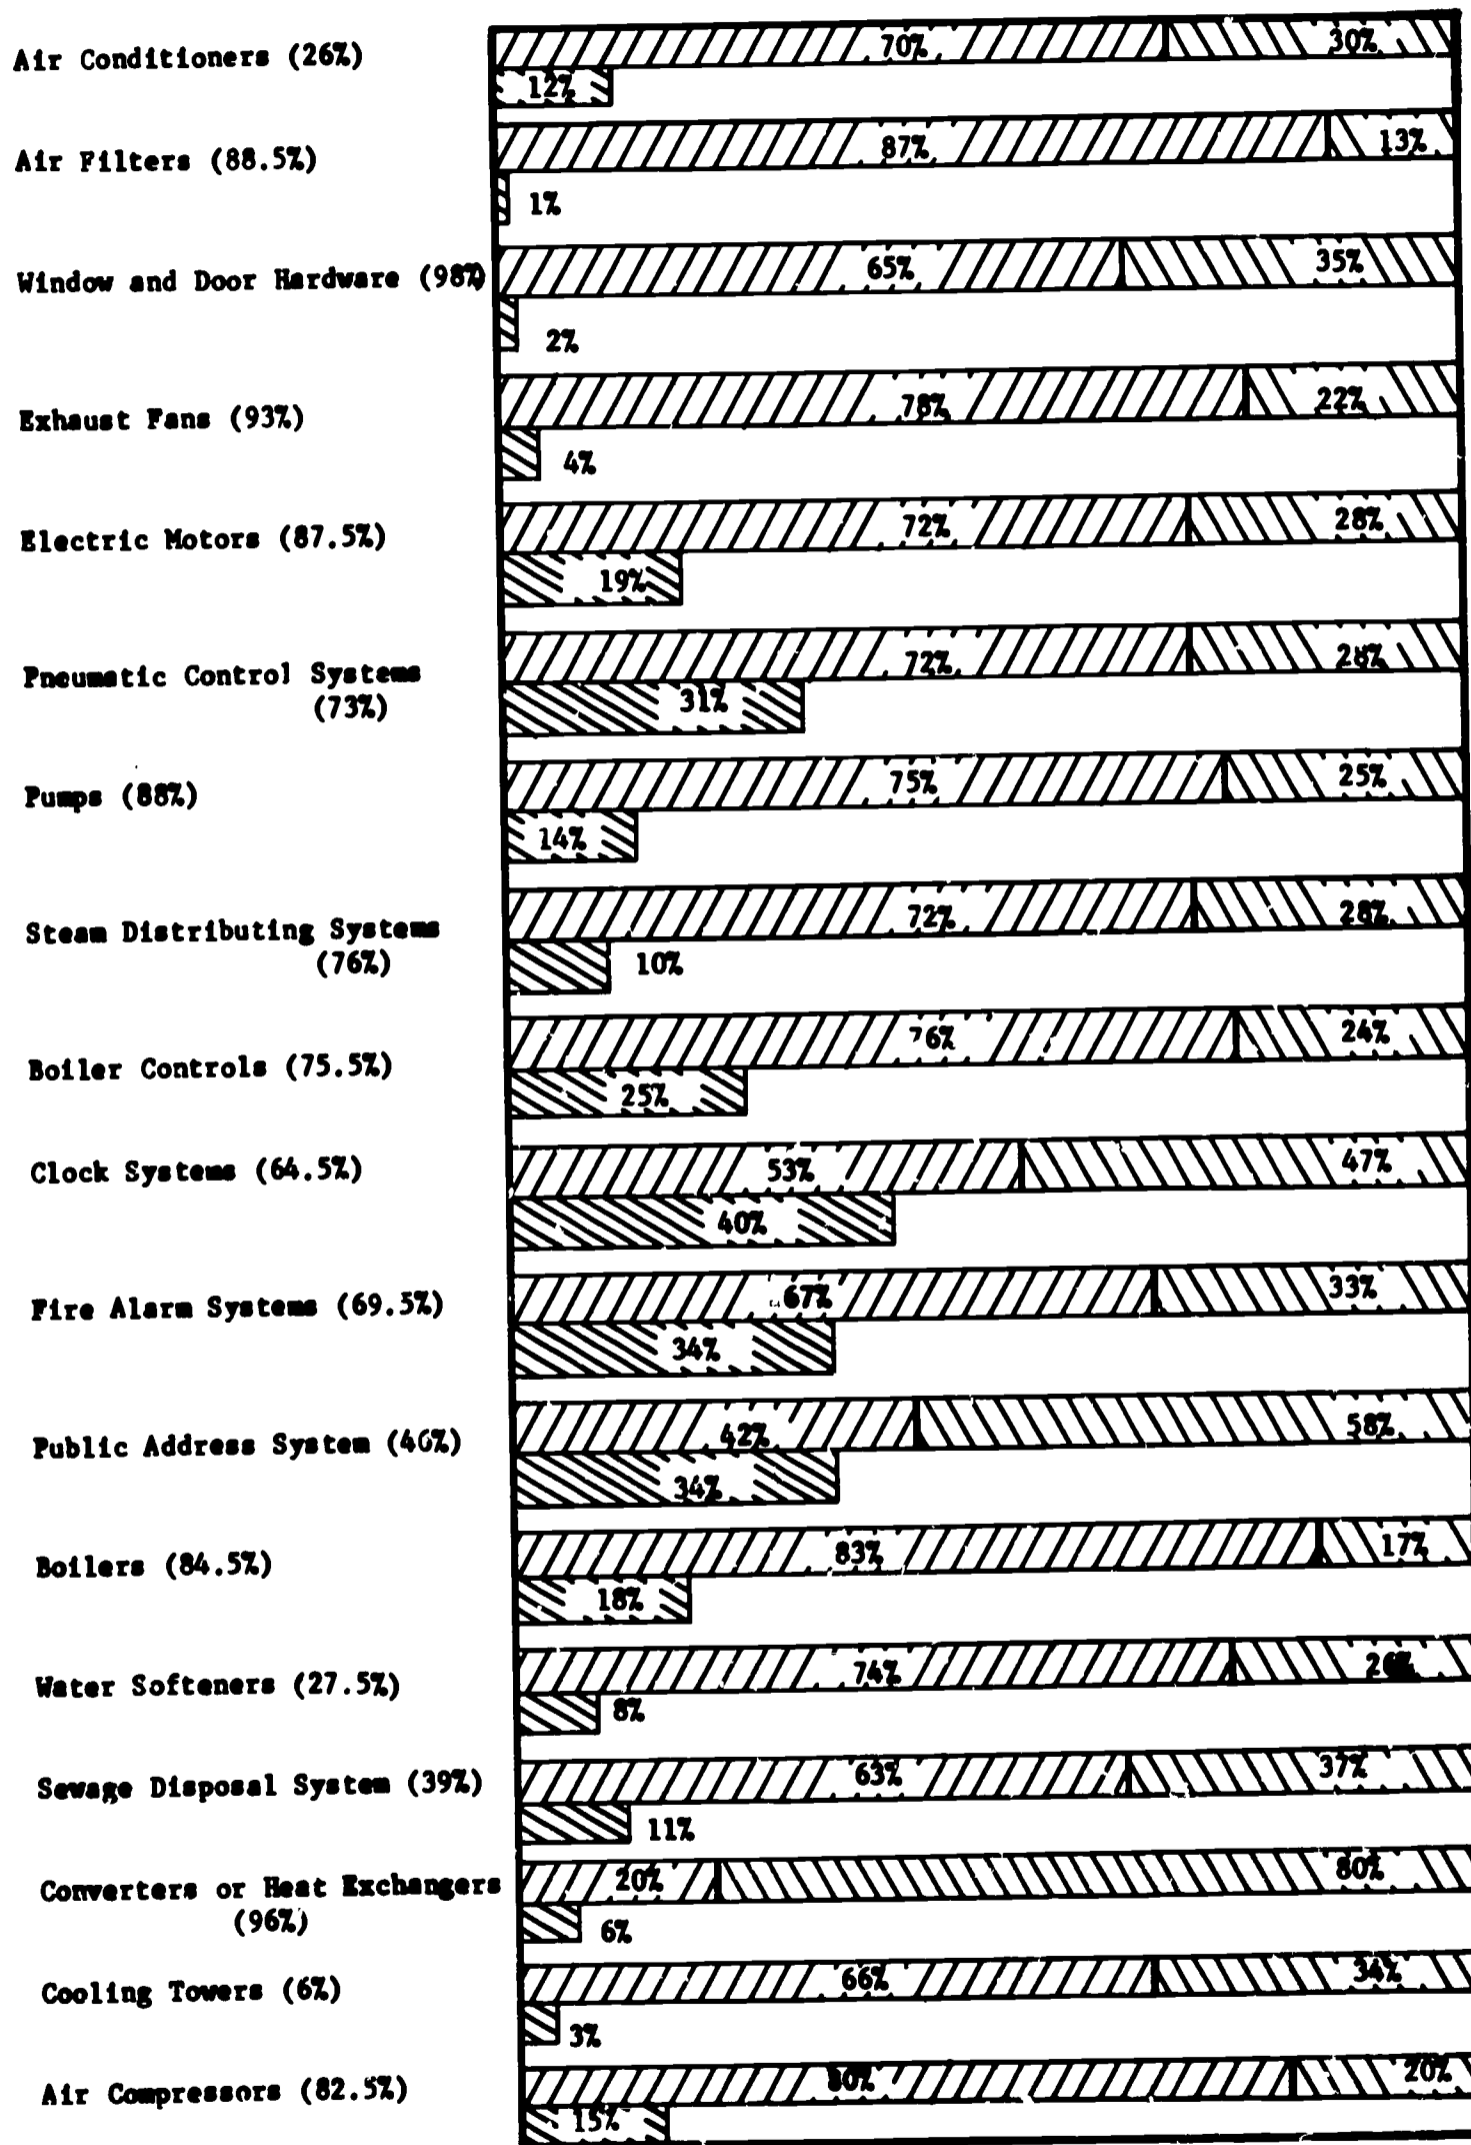 Air Conditioners (26%) 70% 30%
12%
Air Filters (88.5%) 87% 13%
1%
Window and Door Hardware (98%) 65% 35%
2%
Exhaust Fans (93%) 78% 22%
4%
Electric Motors (87.5%) 72% 28%
19%
Pneumatic Control Systems 72% 28%
(73%) 31%
Pumps (88%) 75% 25%
14%
Steam Distributing Systems 72% 28%
(76%) 10%
Boiler Controls (75.5%) 76% 24%
25%
Clock Systems (64.5%) 53% 47%
40%
Fire Alarm Systems (69.5%) 67% 33%
34%
Public Address System 42% 58%
34%
Boilers (84.5%) 83% 17%
18%
Water Softeners (27.5%) 74% 26%
8%
Sewage Disposal System (39%) 63% 37%
11%
Converters or Heat Exchangers 20% 80%
(96%) 6%
Cooling Towers (6%) 66% 34%
3%
Air Compressors (82.5%) 80% 20%
15%